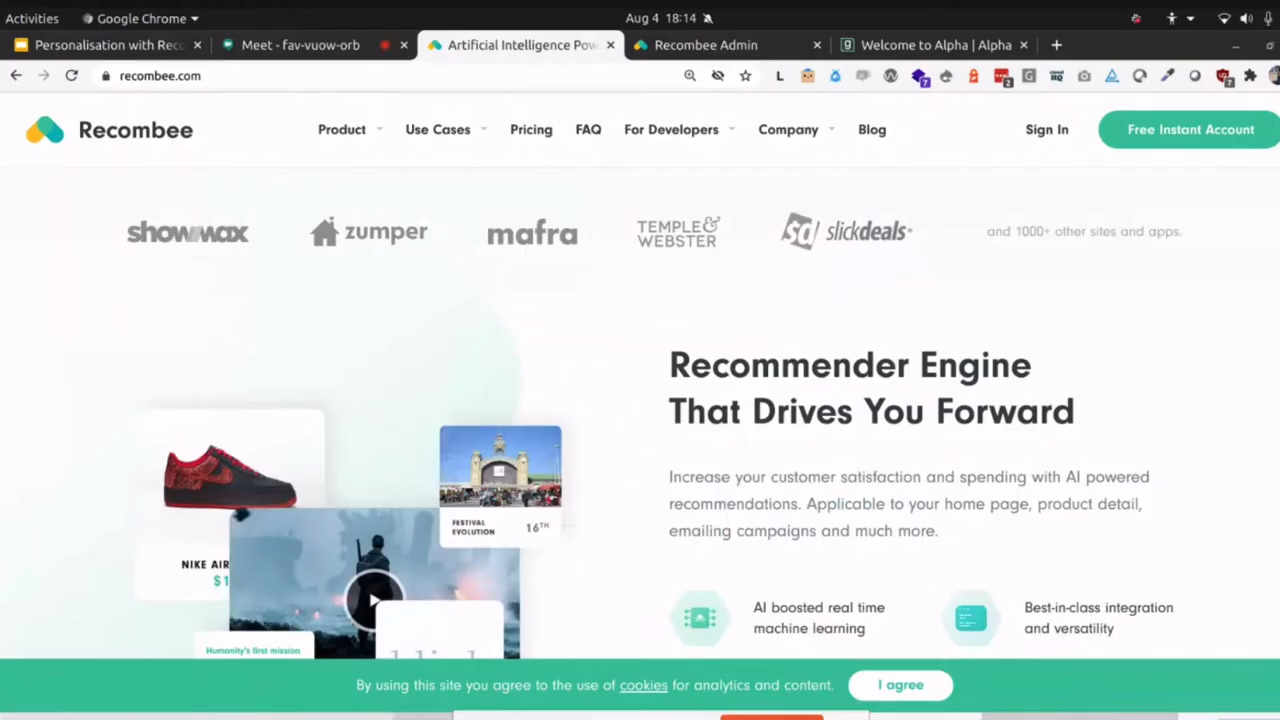 Activities
Google Chrome
Aug 4 18:14
Personalisation with Rec
Meet - fav-vuow-orb
Artificial Intelligence Pow
Recombee Admin
Welcome to Alpha | Alpha
recombee.com
Recombee
Product
Use Cases
Pricing
FAQ
For Developers
Company
Blog
Sign In
Free Instant Account
showmax
zumper
mafra
TEMPLE &
WEBSTER
sd slickdeals
and 1000+ other sites and apps.
Recommender Engine
That Drives You Forward
Increase your customer satisfaction and spending with AI powered
recommendations. Applicable to your home page, product detail,
emailing campaigns and much more.
FESTIVAL
EVOLUTION
16TH
NIKE AIR
$1
Humanity's first mission
AI boosted real time
machine learning
Best-in-class integration
and versatility
By using this site you agree to the use of cookies for analytics and content.
I agree